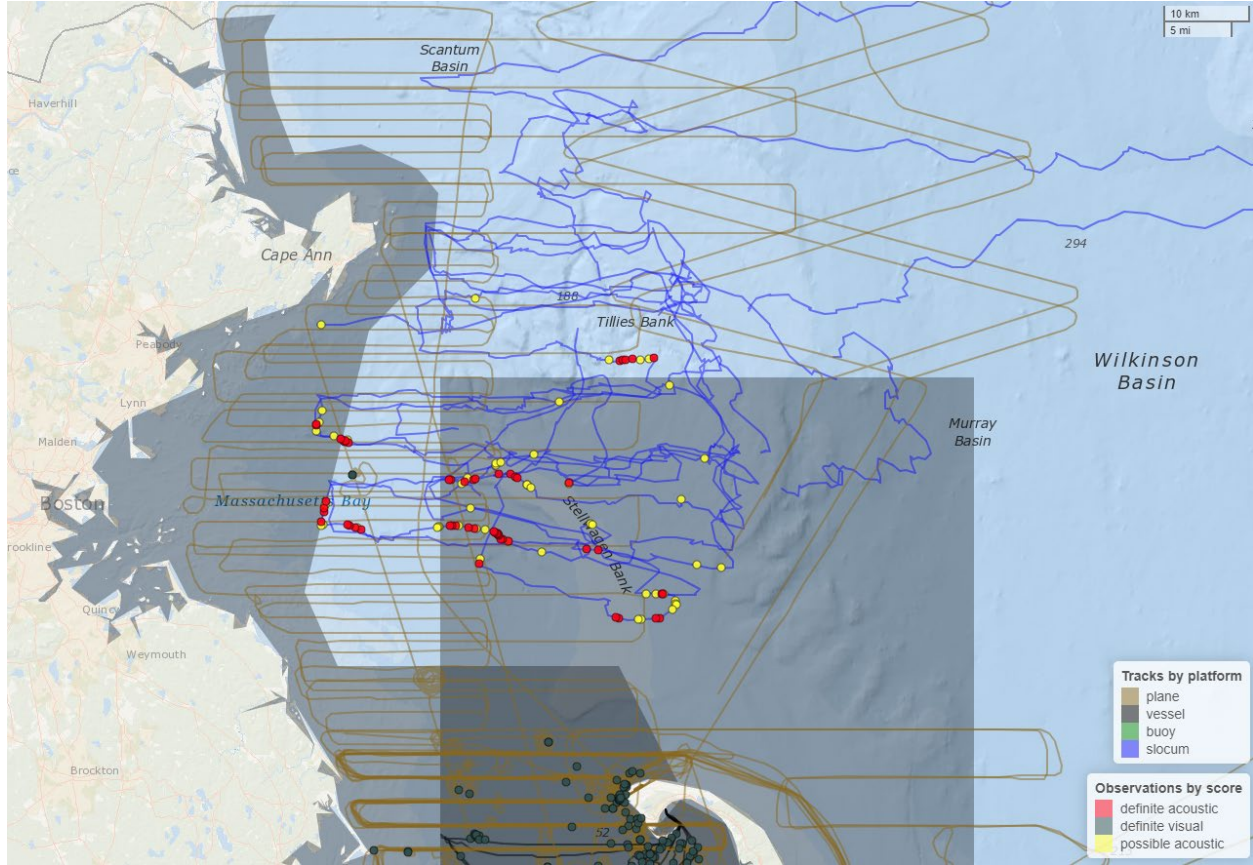 10 km
5 mi
Scantum
Basin
Haverhill
Cape Ann
294
188
Tillies Bank
Peabody
Wilkinson
Basin
Lynn
Murray
Basin
Malden
Boston
Massachusetts Bay
Stellwagen Bank
Brookline
Quincy
Weymouth
Tracks by platform
plane
vessel
buoy
slocum
Brockton
Observations by score
definite acoustic
definite visual
possible acoustic
52